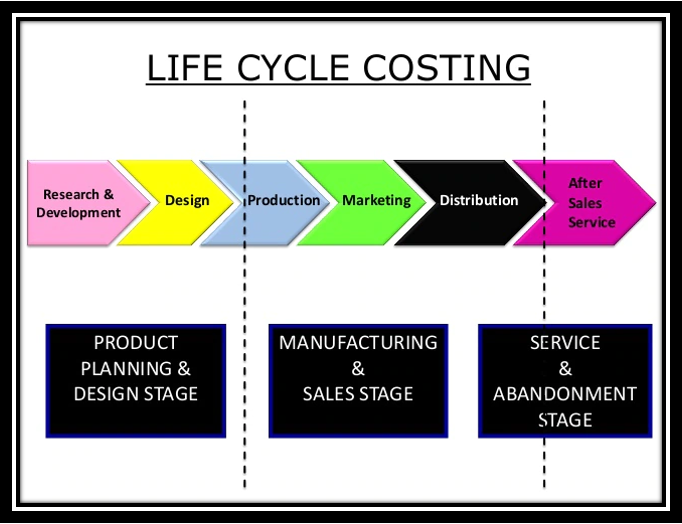 LIFE CYCLE COSTING
Research &
Development
Design
Production
Marketing
Distribution
After
Sales
Service
PRODUCT
PLANNING &
DESIGN STAGE
MANUFACTURING
&
SALES STAGE
SERVICE
&
ABANDONMENT
STAGE